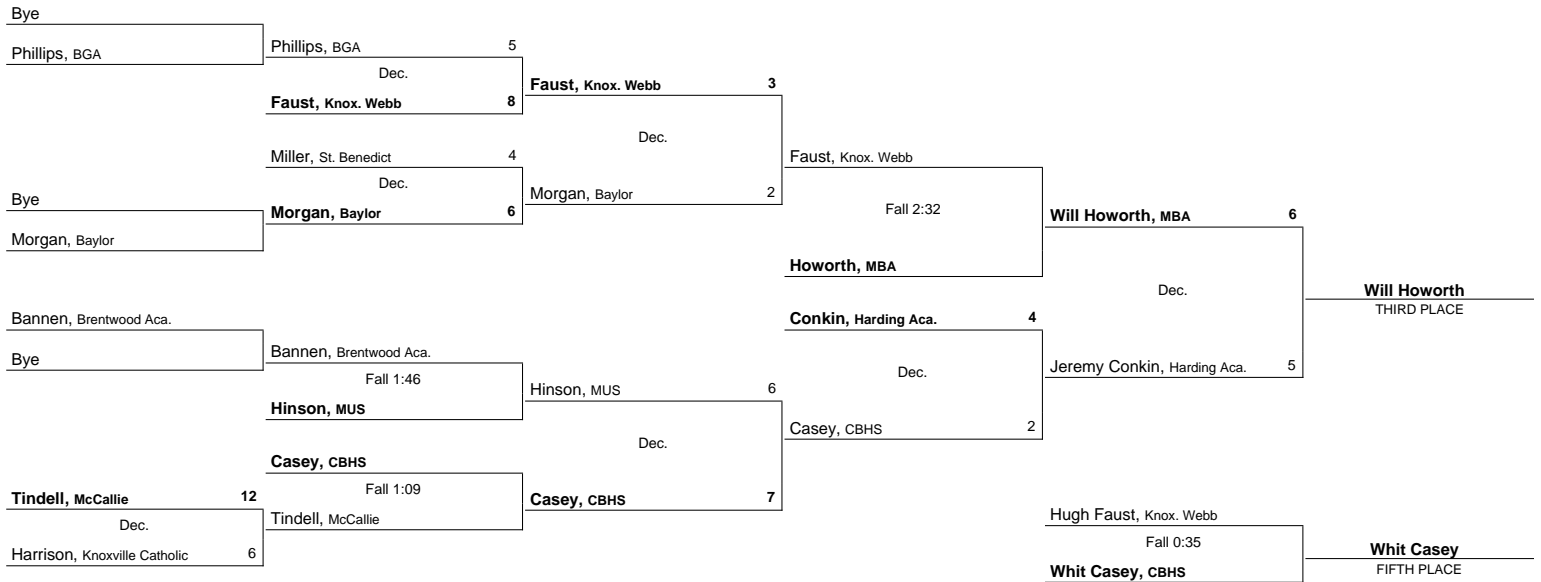 Bye
Phillips, BGA
Phillips, BGA 5
Dec.
Faust, Knox. Webb 8
Faust, Knox. Webb 3
Dec.
Miller, St. Benedict 4
Dec.
Morgan, Baylor 6
Morgan, Baylor 2
Bye
Morgan, Baylor
Faust, Knox. Webb
Fall 2:32
Howorth, MBA
Will Howorth, MBA 6
Dec.
Will Howorth
THIRD PLACE
Bannen, Brentwood Aca.
Bye
Bannen, Brentwood Aca.
Fall 1:46
Hinson, MUS
Hinson, MUS 6
Dec.
Conkin, Harding Aca. 4
Dec.
Casey, CBHS 2
Jeremy Conkin, Harding Aca. 5
Casey, CBHS
Fall 1:09
Tindell, McCallie
Casey, CBHS 7
Tindell, McCallie 12
Dec.
Harrison, Knoxville Catholic 6
Hugh Faust, Knox. Webb
Fall 0:35
Whit Casey, CBHS
Whit Casey
FIFTH PLACE